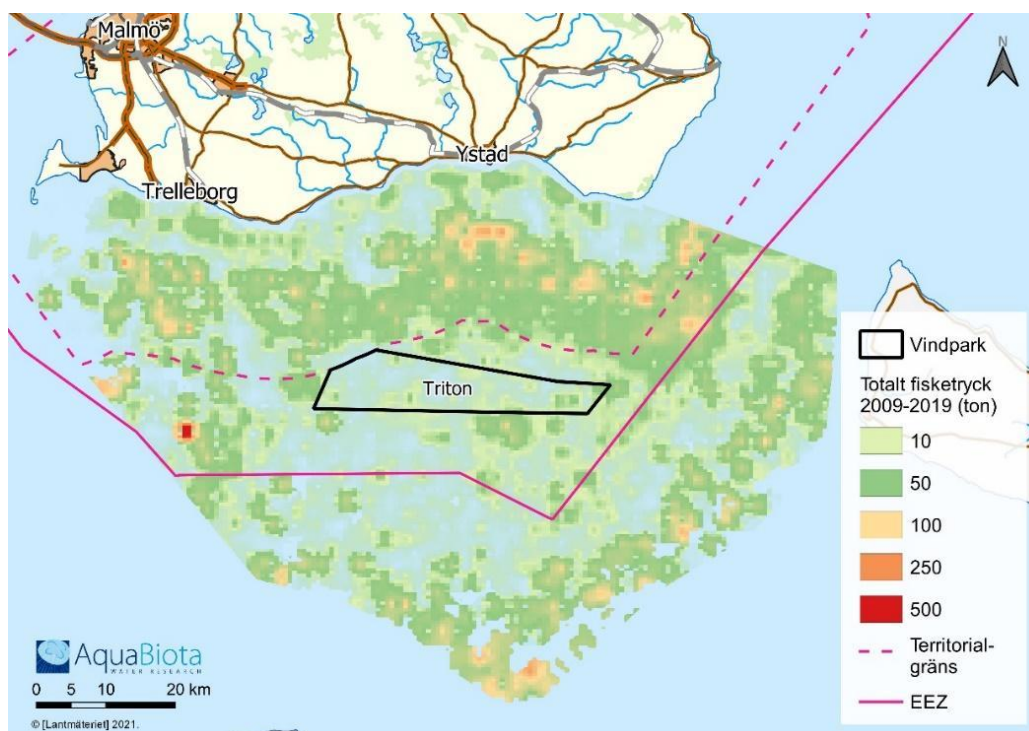 Malmö
N
Ystad
Trelleborg
Triton
Vindpark
Totalt fisketryck
2009-2019 (ton)
10
50
100
250
500
Territorial-
gräns
EEZ
AquaBiota
WATER RESEARCH
0 5 10 20 km
© [Lantmäteriet] 2021.